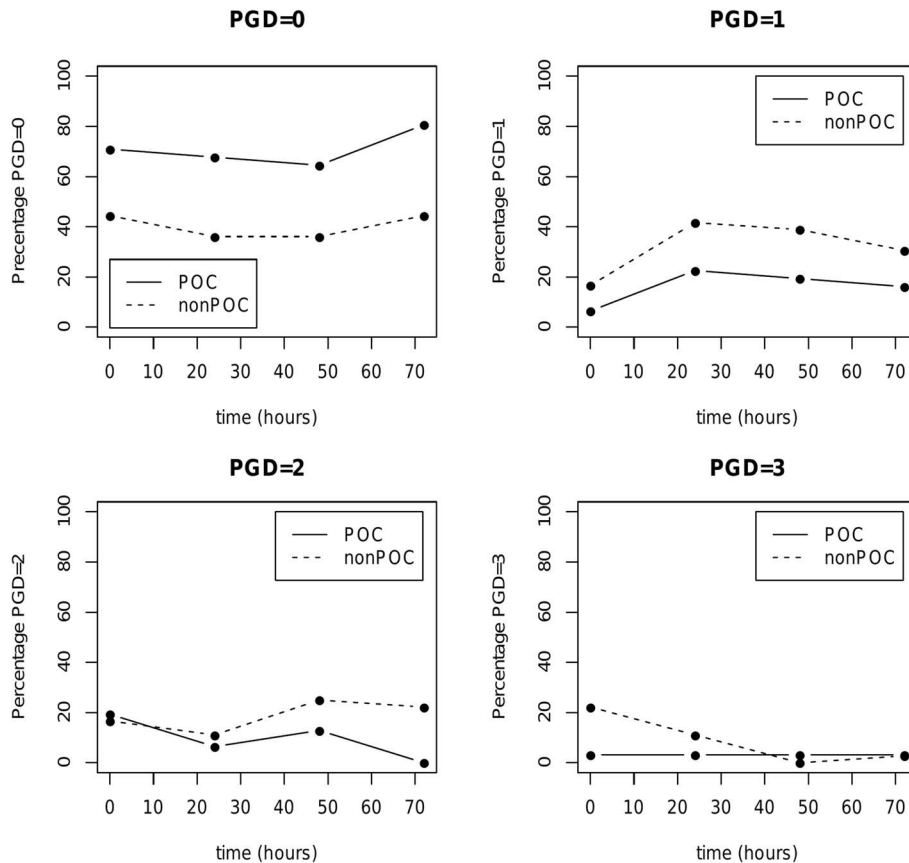 PGD=0
Precentage PGD=0
100
80
60
40
20
0
POC
nonPOC
0 10 20 30 40 50 60 70
time (hours)
PGD=1
Percentage PGD=1
100
80
60
40
20
0
POC
nonPOC
0 10 20 30 40 50 60 70
time (hours)
PGD=2
Percentage PGD=2
100
80
60
40
20
0
POC
nonPOC
0 10 20 30 40 50 60 70
time (hours)
PGD=3
Percentage PGD=3
100
80
60
40
20
0
POC
nonPOC
0 10 20 30 40 50 60 70
time (hours)